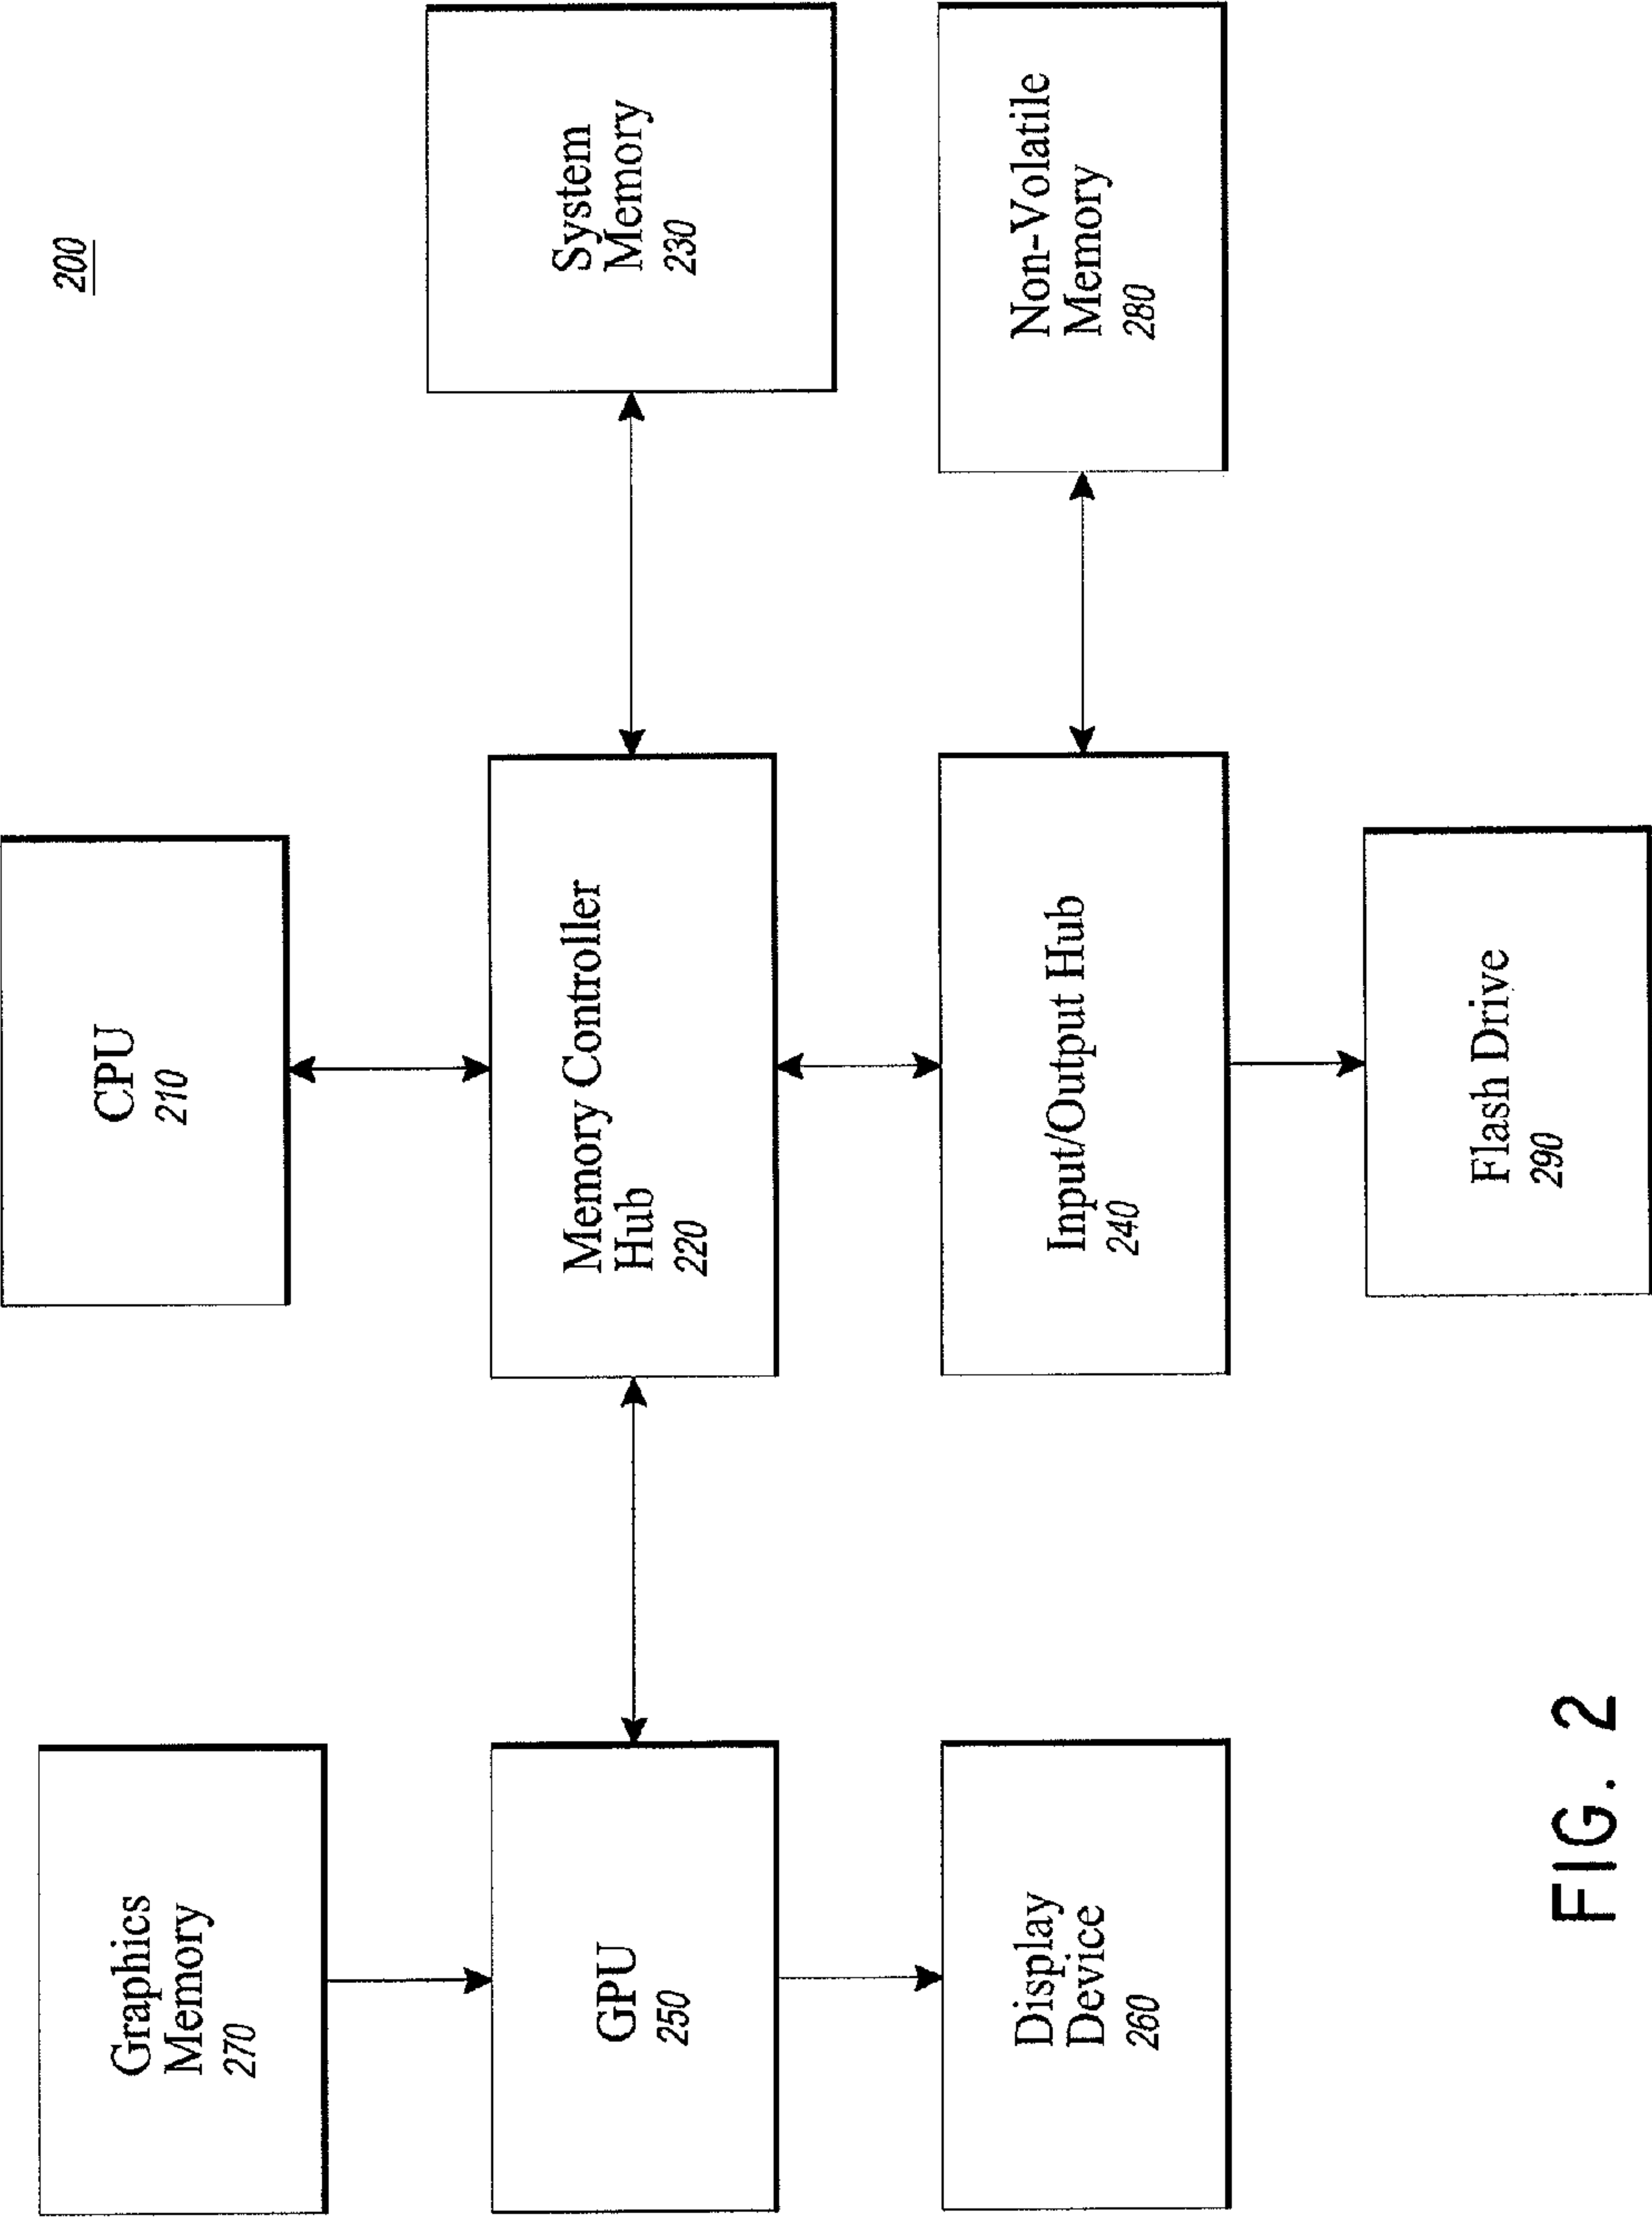 200
CPU
210
Graphics
Memory
270
GPU
250
Memory Controller
Hub
220
System
Memory
230
Display
Device
260
Input/Output Hub
240
Non-Volatile
Memory
280
Flash Drive
290
FIG. 2